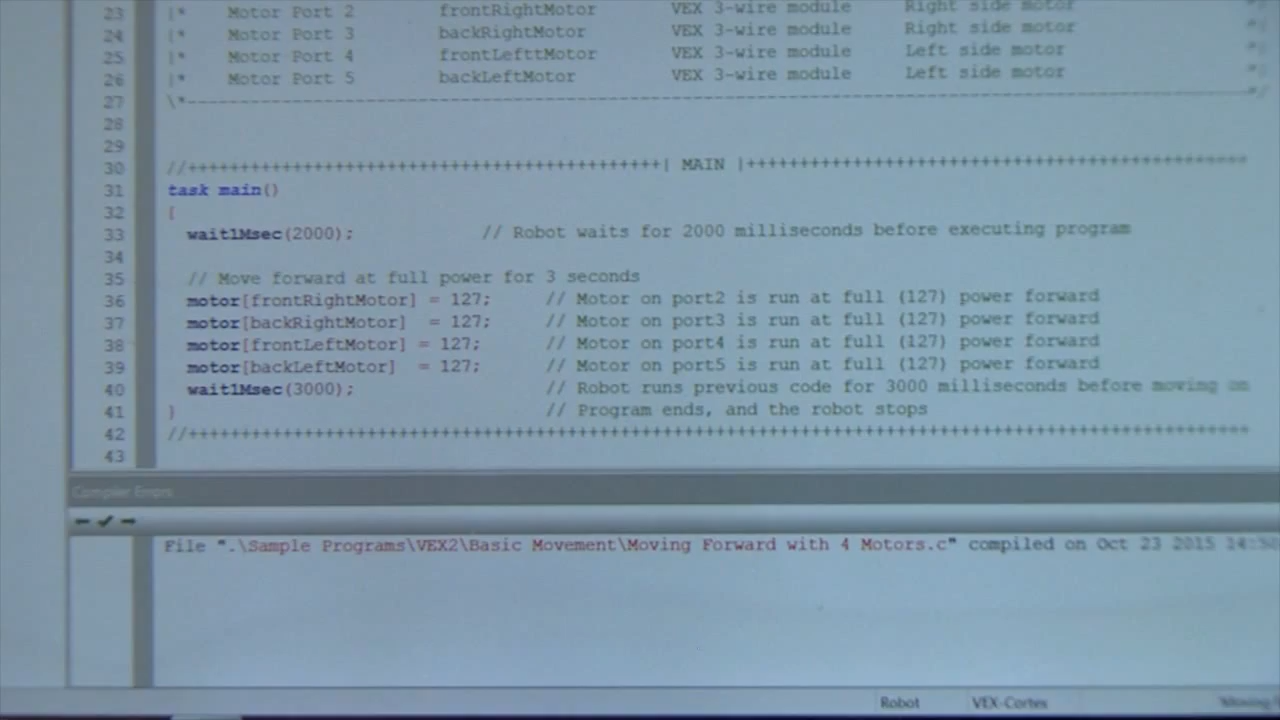 23 |* Motor Port 2 frontRightMotor VEX 3-wire module Right side motor
24 |* Motor Port 3 backRightMotor VEX 3-wire module Right side motor *|
25 |* Motor Port 4 frontLefttMotor VEX 3-wire module Left side motor *|
26 |* Motor Port 5 backLeftMotor VEX 3-wire module Left side motor *|
27 \*---------------------------------------------------------------------------------------------------*/
28
29
30 //+++++++++++++++++++++++++++++++++++++++++++++| MAIN |+++++++++++++++++++++++++++++++++++++++++++++++
31 task main()
32 {
33 wait1Msec(2000); // Robot waits for 2000 milliseconds before executing program
34
35 // Move forward at full power for 3 seconds
36 motor[frontRightMotor] = 127; // Motor on port2 is run at full (127) power forward
37 motor[backRightMotor] = 127; // Motor on port3 is run at full (127) power forward
38 motor[frontLeftMotor] = 127; // Motor on port4 is run at full (127) power forward
39 motor[backLeftMotor] = 127; // Motor on port5 is run at full (127) power forward
40 wait1Msec(3000); // Robot runs previous code for 3000 milliseconds before moving on
41 } // Program ends, and the robot stops
42 //++++++++++++++++++++++++++++++++++++++++++++++++++++++++++++++++++++++++++++++++++++++++++++++++++++
43
Compiler Errors
File ".\Sample Programs\VEX2\Basic Movement\Moving Forward with 4 Motors.c" compiled on Oct 23 2015
Robot VEX-Cortex Moving